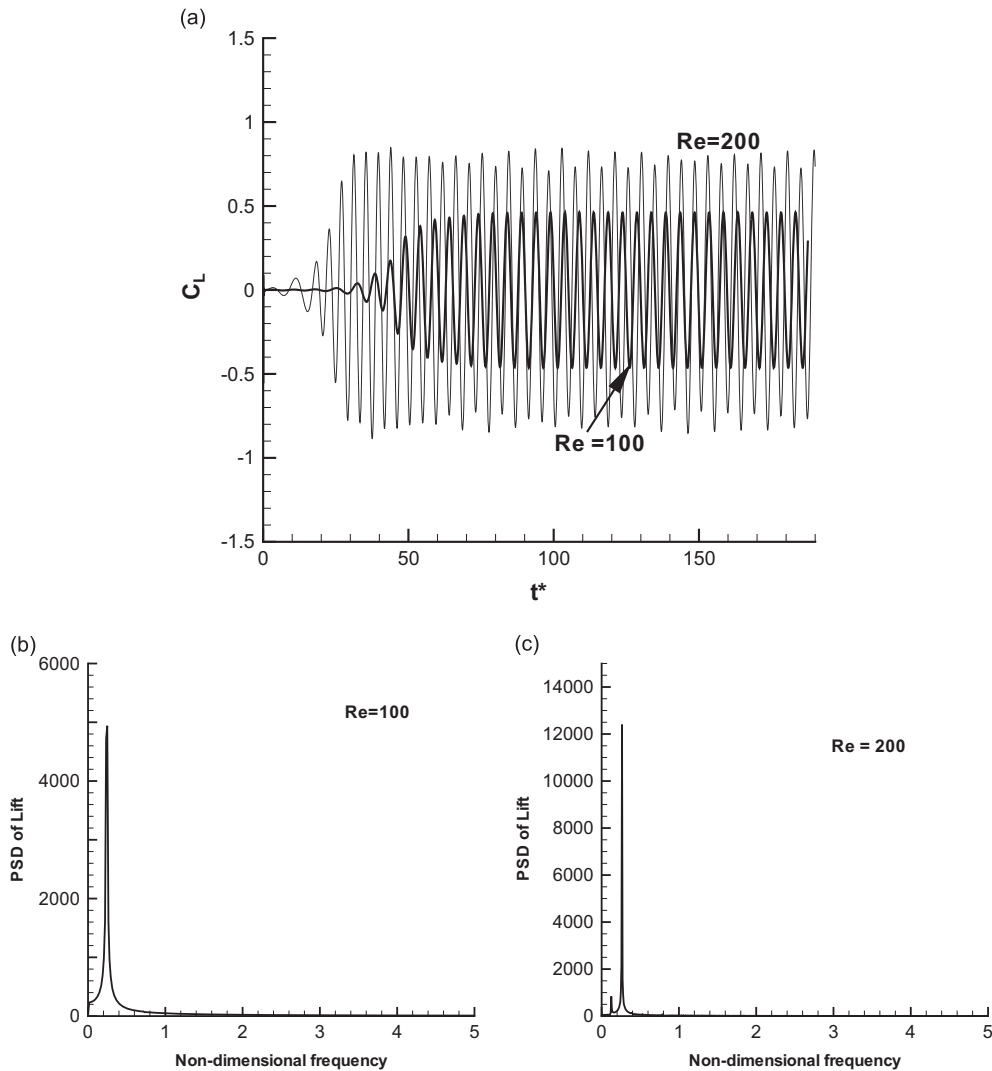 (a)
1.5
1
0.5
0
-0.5
-1
-1.5
C_L
Re=200
Re =100
0 50 100 150
t*
(b)
6000
4000
2000
0
PSD of Lift
Re=100
0 1 2 3 4 5
Non-dimensional frequency
(c)
14000
12000
10000
8000
6000
4000
2000
0
PSD of Lift
Re = 200
0 1 2 3 4 5
Non-dimensional frequency